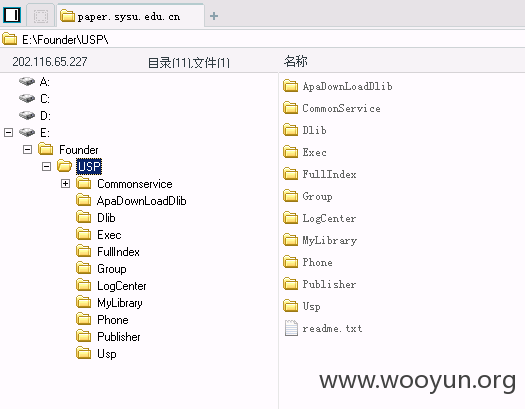 paper.sysu.edu.cn
E:\Founder\USP\
202.116.65.227 目录(11),文件(1) 名称
A:
C:
D:
E:
Founder
USP
Commonservice
ApaDownLoadDlib
Dlib
Exec
FullIndex
Group
LogCenter
MyLibrary
Phone
Publisher
Usp
ApaDownLoadDlib
CommonService
Dlib
Exec
FullIndex
Group
LogCenter
MyLibrary
Phone
Publisher
Usp
readme.txt
www.wooyun.org